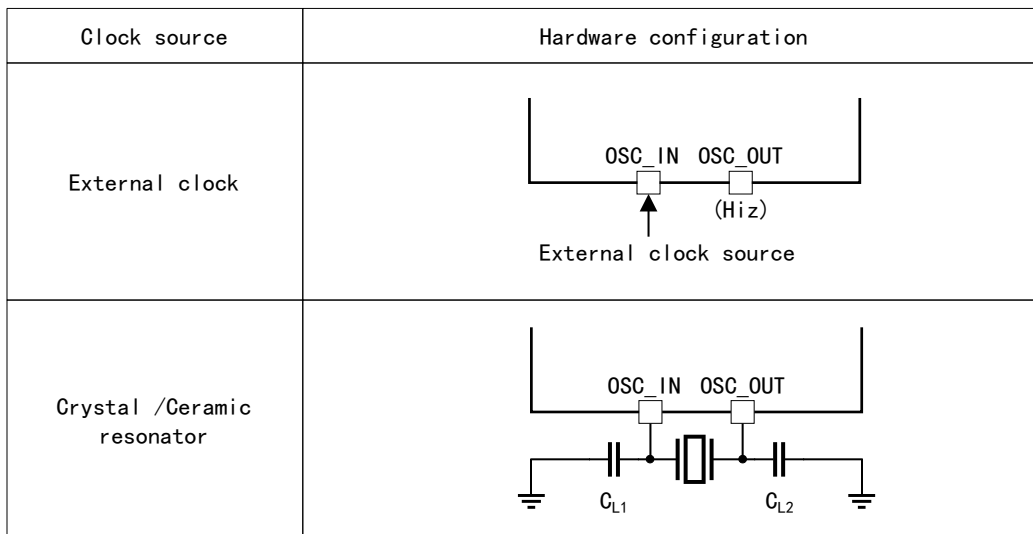 Clock source
Hardware configuration
External clock
OSC_IN OSC_OUT
(Hiz)
External clock source
Crystal /Ceramic
resonator
OSC_IN OSC_OUT
CL1
CL2